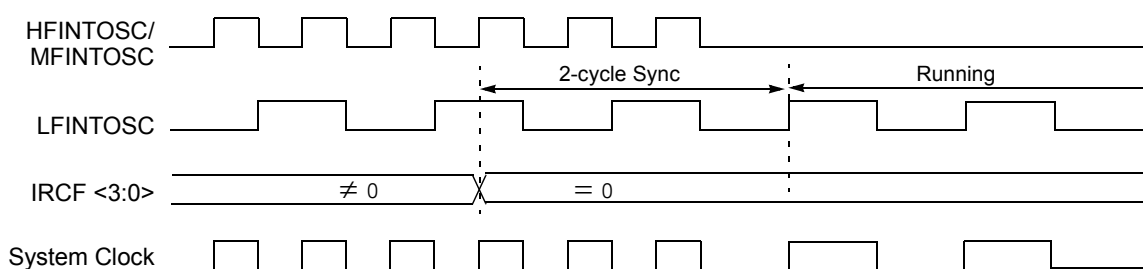 HFINTOSC/
MFINTOSC
2-cycle Sync
Running
LFINTOSC
IRCF <3:0>
≠ 0
= 0
System Clock